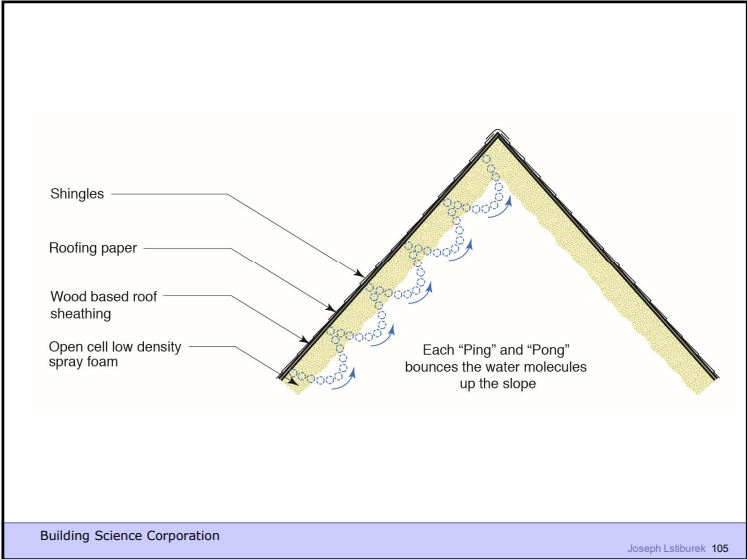 Shingles
Roofing paper
Wood based roof
sheathing
Open cell low density
spray foam
Each “Ping” and “Pong”
bounces the water molecules
up the slope
Building Science Corporation
Joseph Lstiburek 105